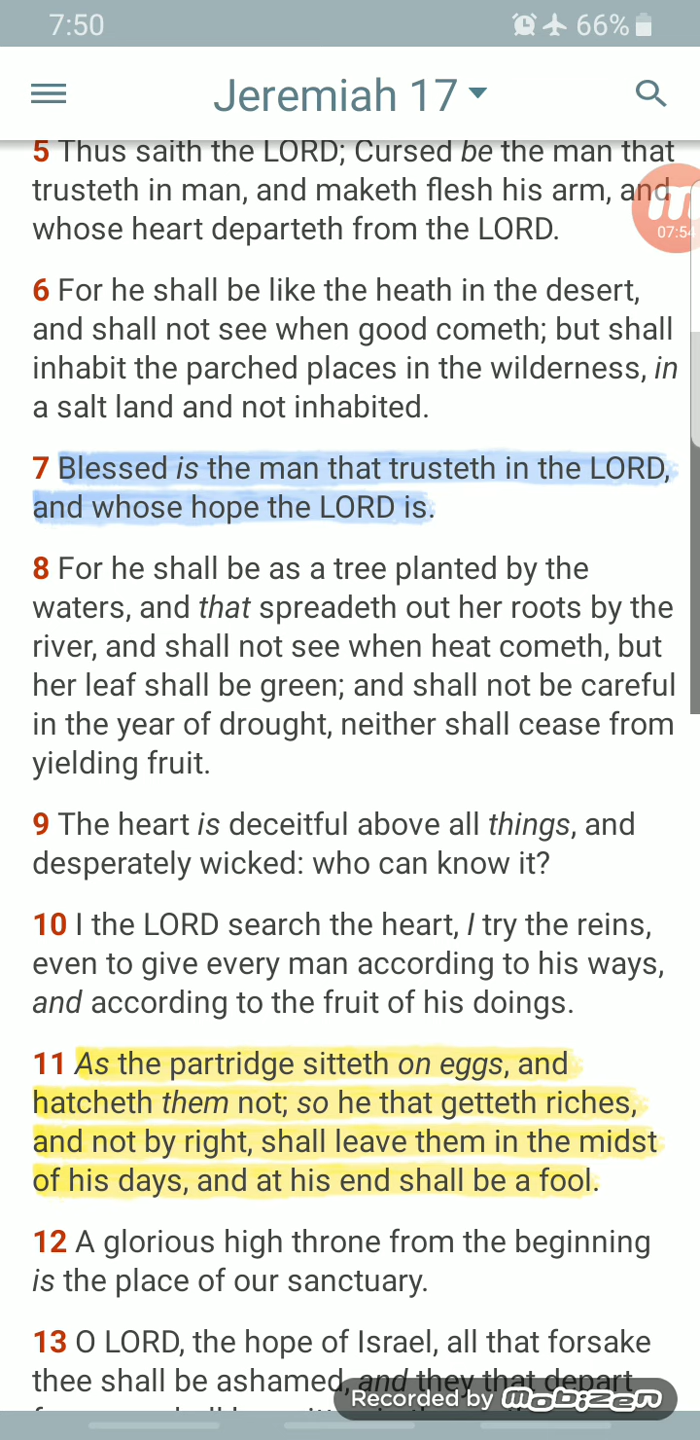 7:50
66%
Jeremiah 17
5 Thus saith the LORD; Cursed be the man that
trusteth in man, and maketh flesh his arm, and
whose heart departeth from the LORD.
07:54
6 For he shall be like the heath in the desert,
and shall not see when good cometh; but shall
inhabit the parched places in the wilderness, in
a salt land and not inhabited.
7 Blessed is the man that trusteth in the LORD,
and whose hope the LORD is.
8 For he shall be as a tree planted by the
waters, and that spreadeth out her roots by the
river, and shall not see when heat cometh, but
her leaf shall be green; and shall not be careful
in the year of drought, neither shall cease from
yielding fruit.
9 The heart is deceitful above all things, and
desperately wicked: who can know it?
10 I the LORD search the heart, I try the reins,
even to give every man according to his ways,
and according to the fruit of his doings.
11 As the partridge sitteth on eggs, and
hatcheth them not; so he that getteth riches,
and not by right, shall leave them in the midst
of his days, and at his end shall be a fool.
12 A glorious high throne from the beginning
is the place of our sanctuary.
13 O LORD, the hope of Israel, all that forsake
thee shall be ashamed, and they that depart
Recorded by mobizen